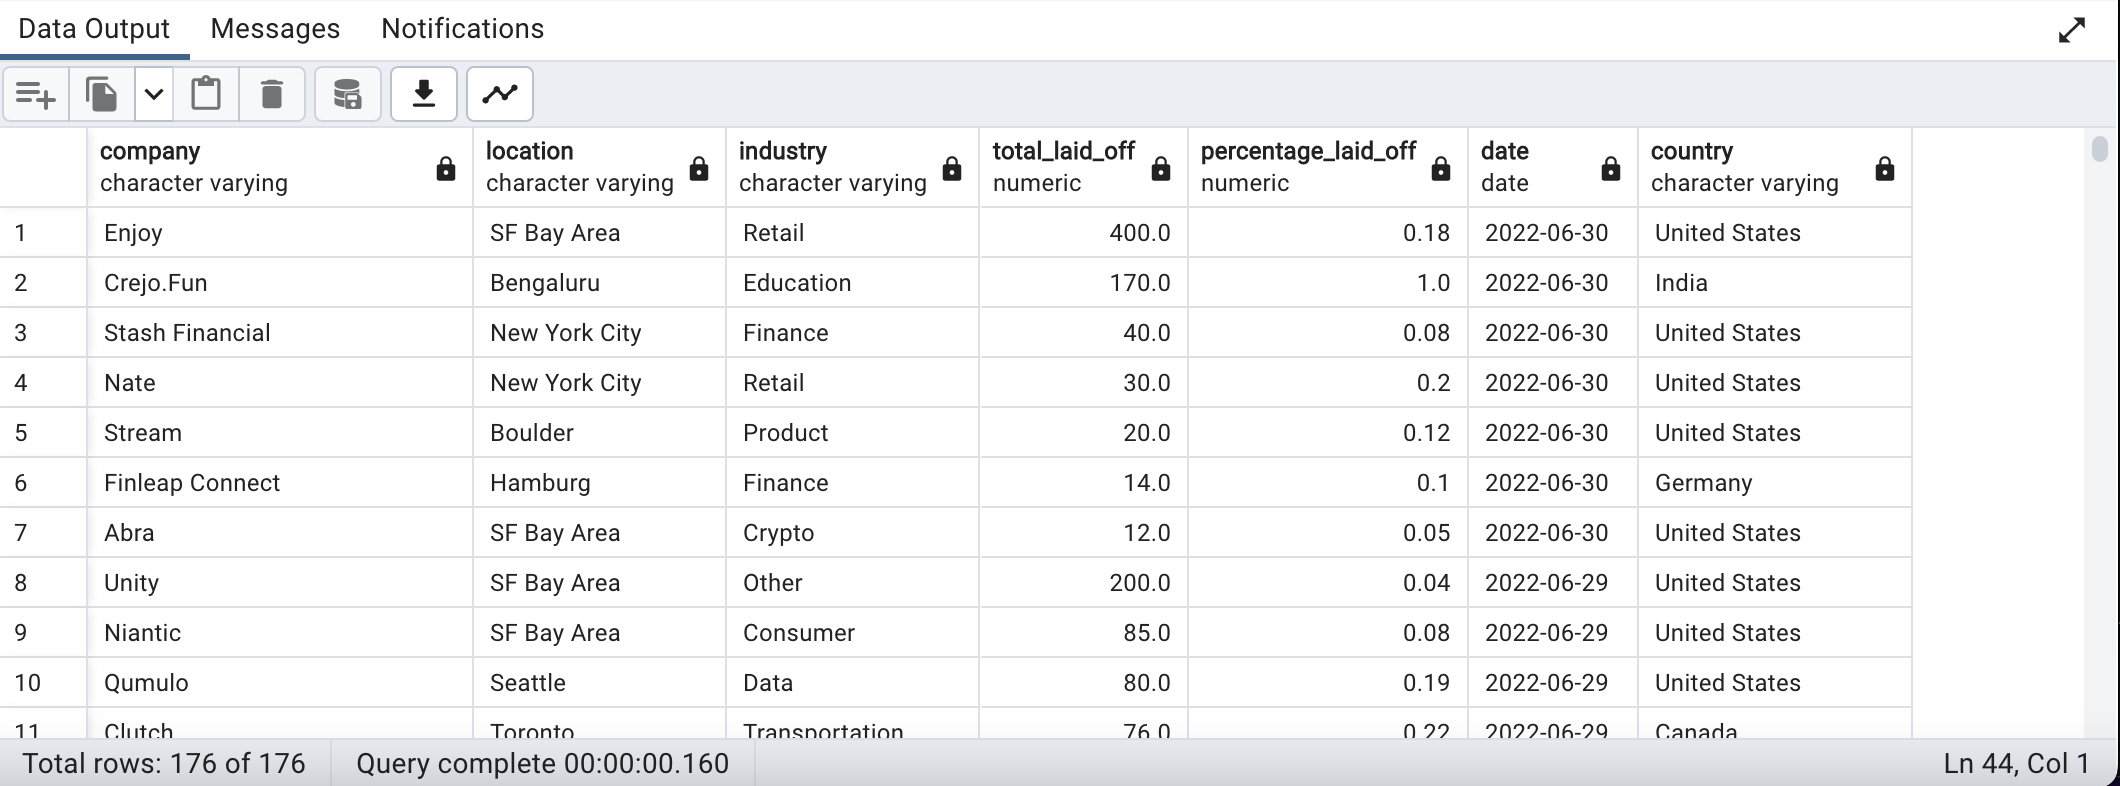 Data Output Messages Notifications
company location industry total_laid_off percentage_laid_off date country
character varying character varying character varying numeric numeric date character varying
1 Enjoy SF Bay Area Retail 400.0 0.18 2022-06-30 United States
2 Crejo.Fun Bengaluru Education 170.0 1.0 2022-06-30 India
3 Stash Financial New York City Finance 40.0 0.08 2022-06-30 United States
4 Nate New York City Retail 30.0 0.2 2022-06-30 United States
5 Stream Boulder Product 20.0 0.12 2022-06-30 United States
6 Finleap Connect Hamburg Finance 14.0 0.1 2022-06-30 Germany
7 Abra SF Bay Area Crypto 12.0 0.05 2022-06-30 United States
8 Unity SF Bay Area Other 200.0 0.04 2022-06-29 United States
9 Niantic SF Bay Area Consumer 85.0 0.08 2022-06-29 United States
10 Qumulo Seattle Data 80.0 0.19 2022-06-29 United States
11 Clutch Toronto Transportation 76.0 0.22 2022-06-29 Canada
Total rows: 176 of 176 Query complete 00:00:00.160 Ln 44, Col 1